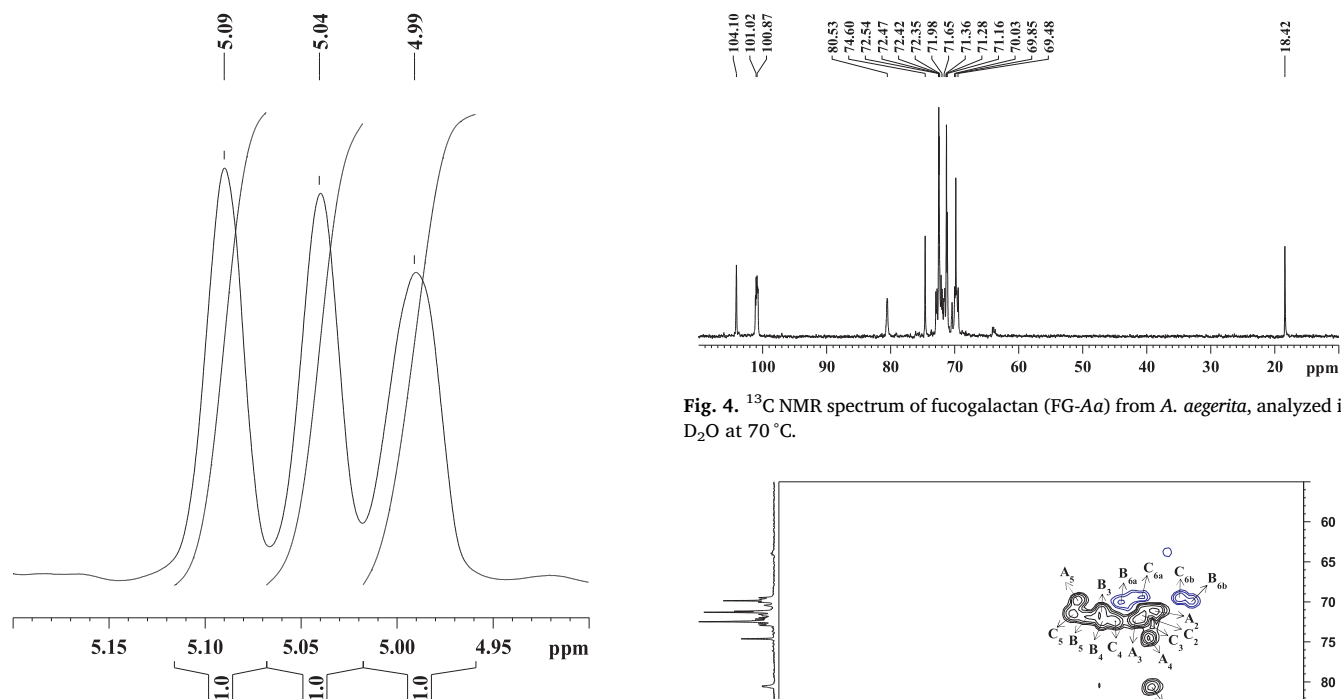 5.09
5.04
4.99
5.15
5.10
5.04
5.00
4.95
ppm
1.0
1.0
1.0
104.10
101.02
100.87
80.53
74.60
72.54
72.47
72.42
72.35
71.98
71.65
71.36
71.28
71.16
70.03
69.85
69.48
18.42
100 90 80 70 60 50 40 30 20 ppm
Fig. 4. ¹³C NMR spectrum of fucogalactan (FG-Aa) from A. aegerita, analyzed i
D₂O at 70 °C.
60
65
70
75
80
A₅
B₃
B₆ₐ
C₆ₐ
C₆b
B₆b
C₅
B₅
B₄
C₄
A₃
A₄
C₃
C₂
A₂